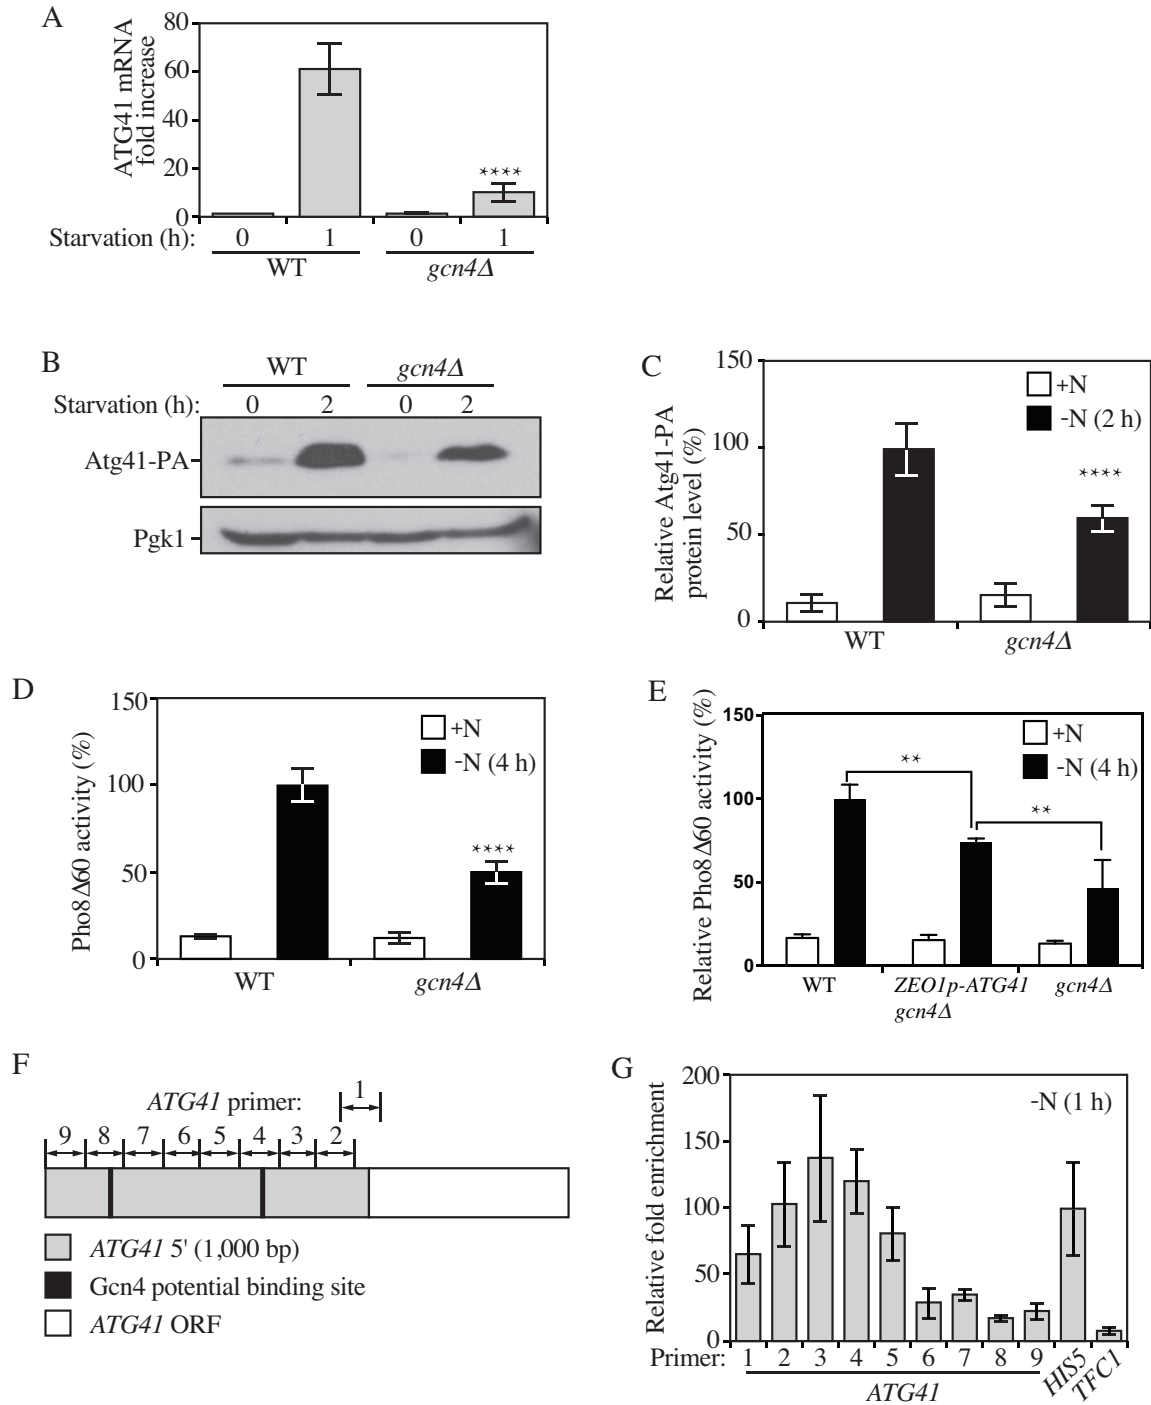 A
ATG41 mRNA
fold increase
80
60
40
20
0
****
Starvation (h): 0 1 0 1
WT gcn4Δ
B
WT gcn4Δ
Starvation (h): 0 2 0 2
Atg41-PA
Pgk1
C
Relative Atg41-PA
protein level (%)
150
100
50
0
+N
-N (2 h)
****
WT gcn4Δ
D
Pho8Δ60 activity (%)
150
100
50
0
+N
-N (4 h)
****
WT gcn4Δ
E
Relative Pho8Δ60 activity (%)
150
100
50
0
+N
-N (4 h)
**
**
WT ZEO1p-ATG41 gcn4Δ
gcn4Δ
F
ATG41 primer: 1
9 8 7 6 5 4 3 2
ATG41 5' (1,000 bp)
Gcn4 potential binding site
ATG41 ORF
G
Relative fold enrichment
200
150
100
50
0
-N (1 h)
Primer: 1 2 3 4 5 6 7 8 9 HIS5 TFC1
ATG41